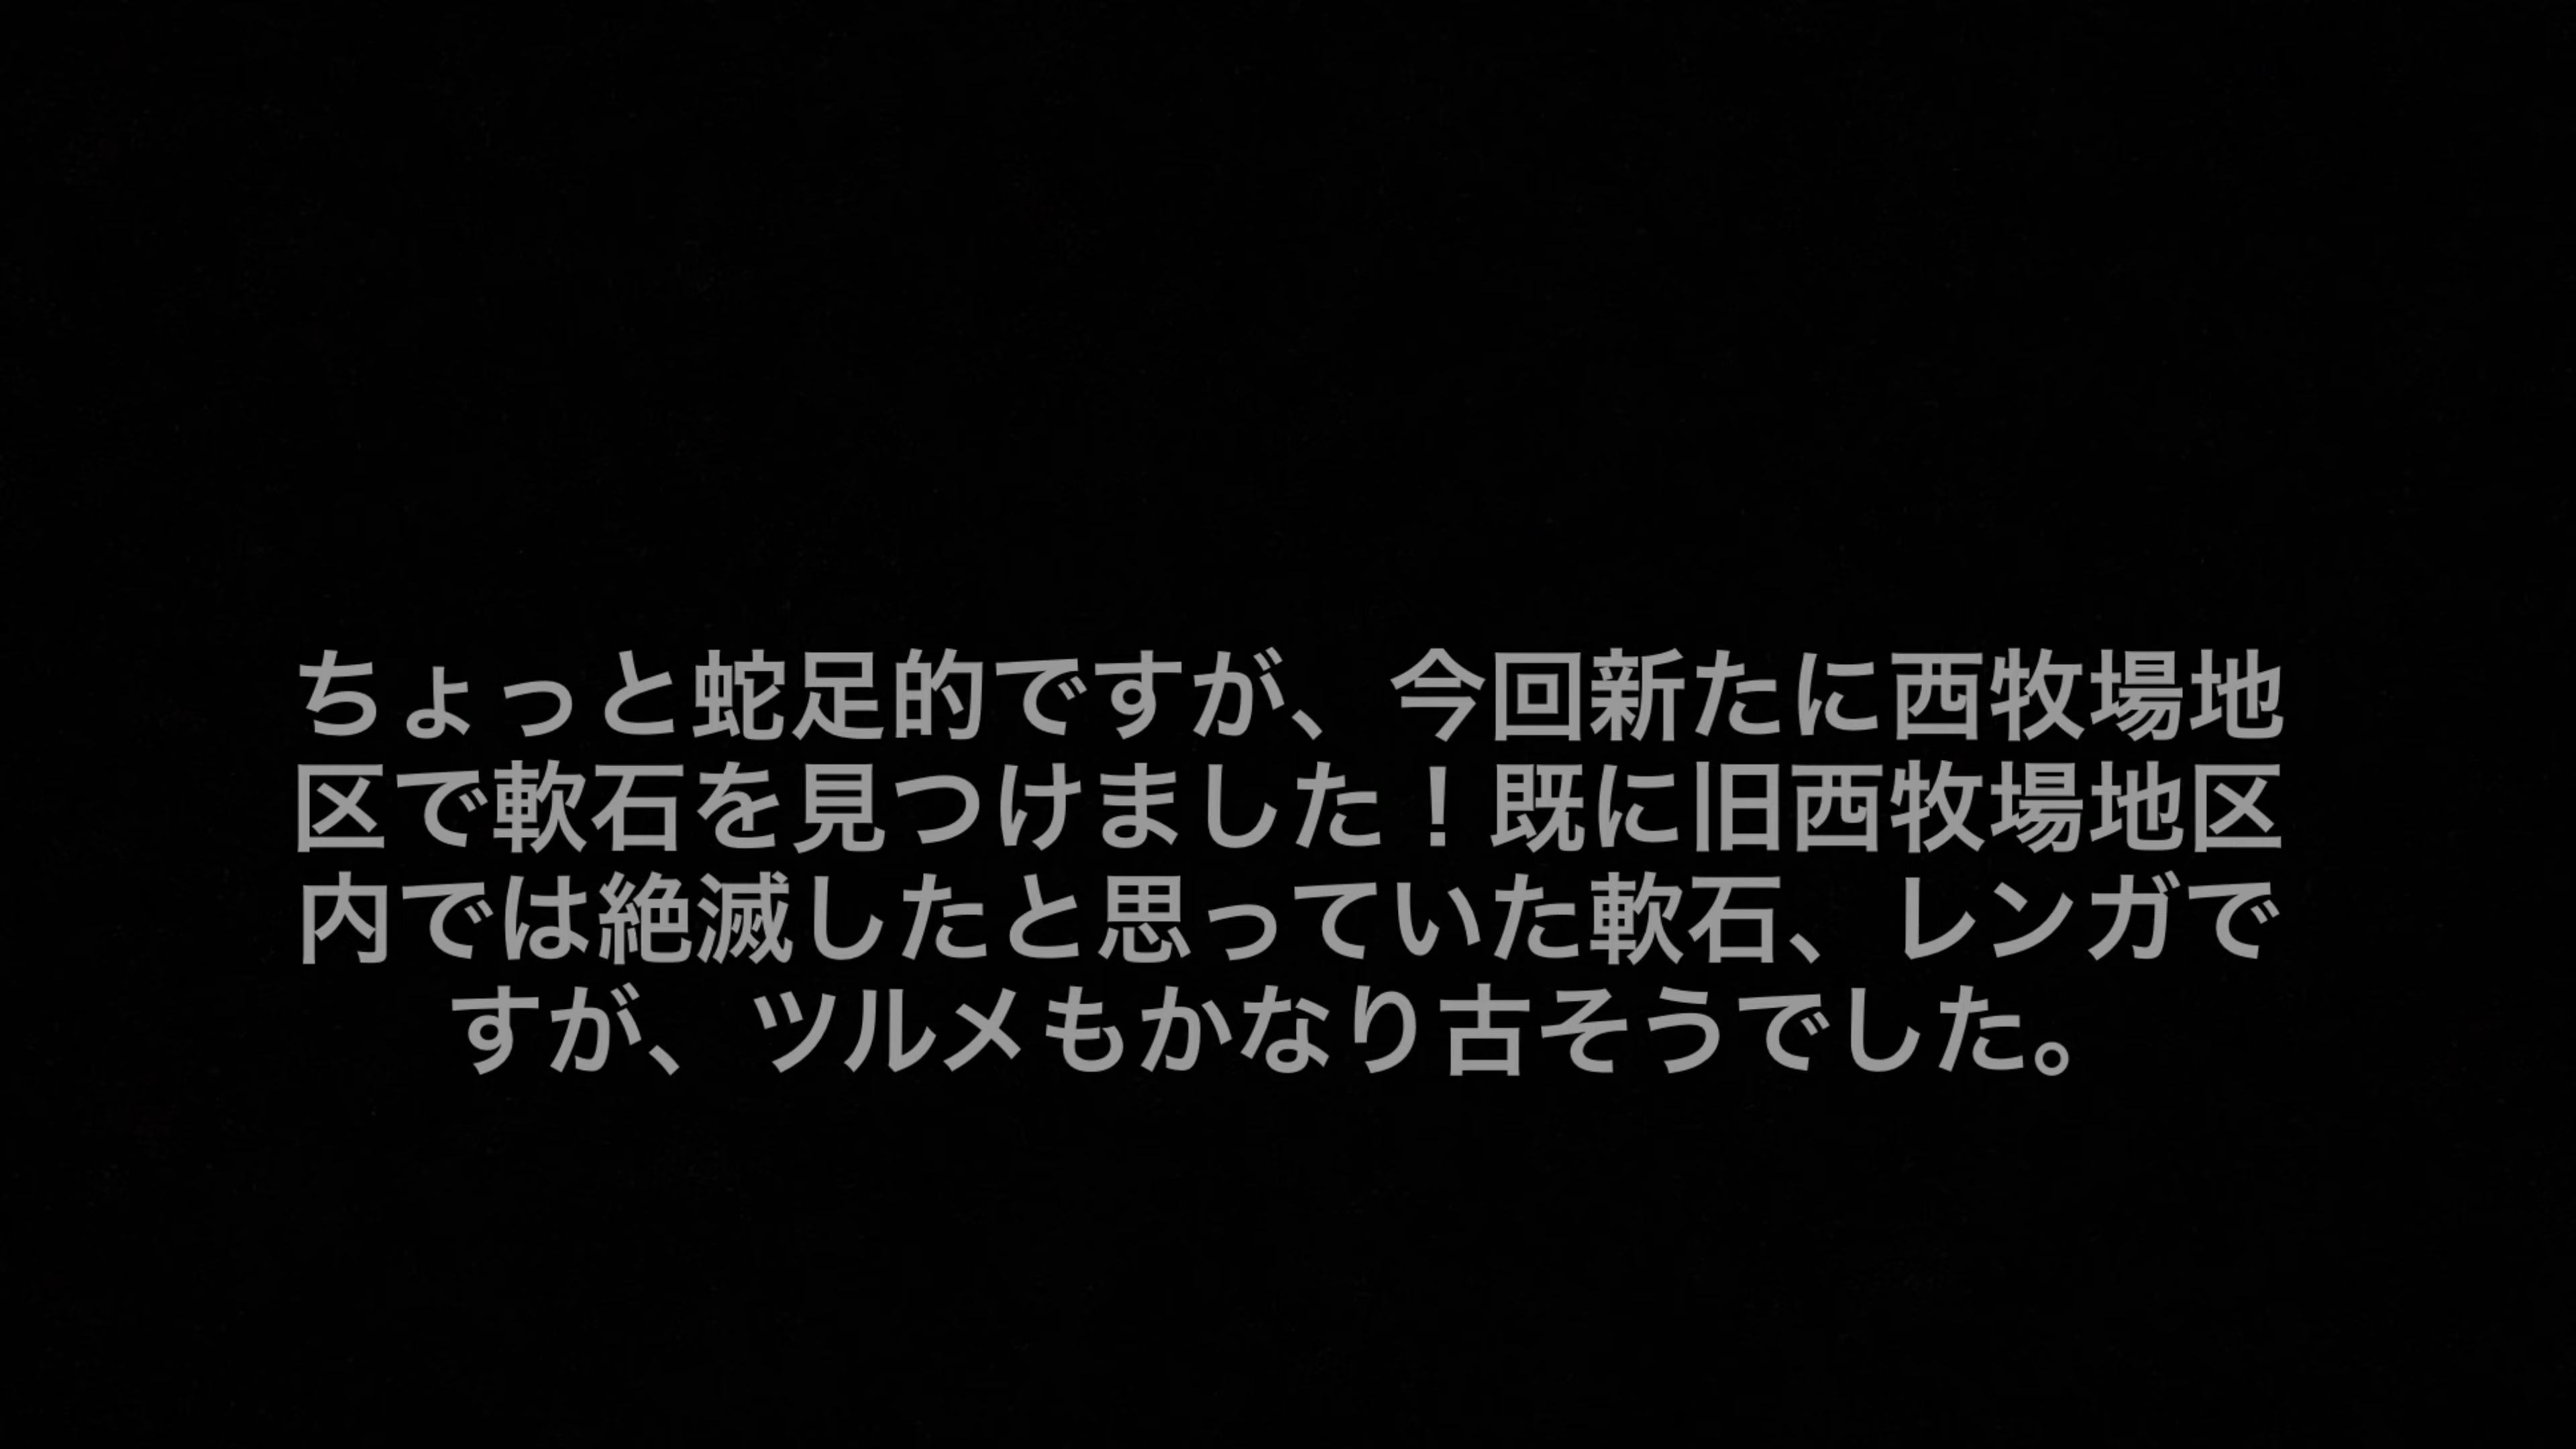 ちょっと蛇足的ですが、今回新たに西牧場地
区で軟石を見つけました！既に旧西牧場地区
内では絶滅したと思っていた軟石、レンガで
すが、ツルメもかなり古そうでした。